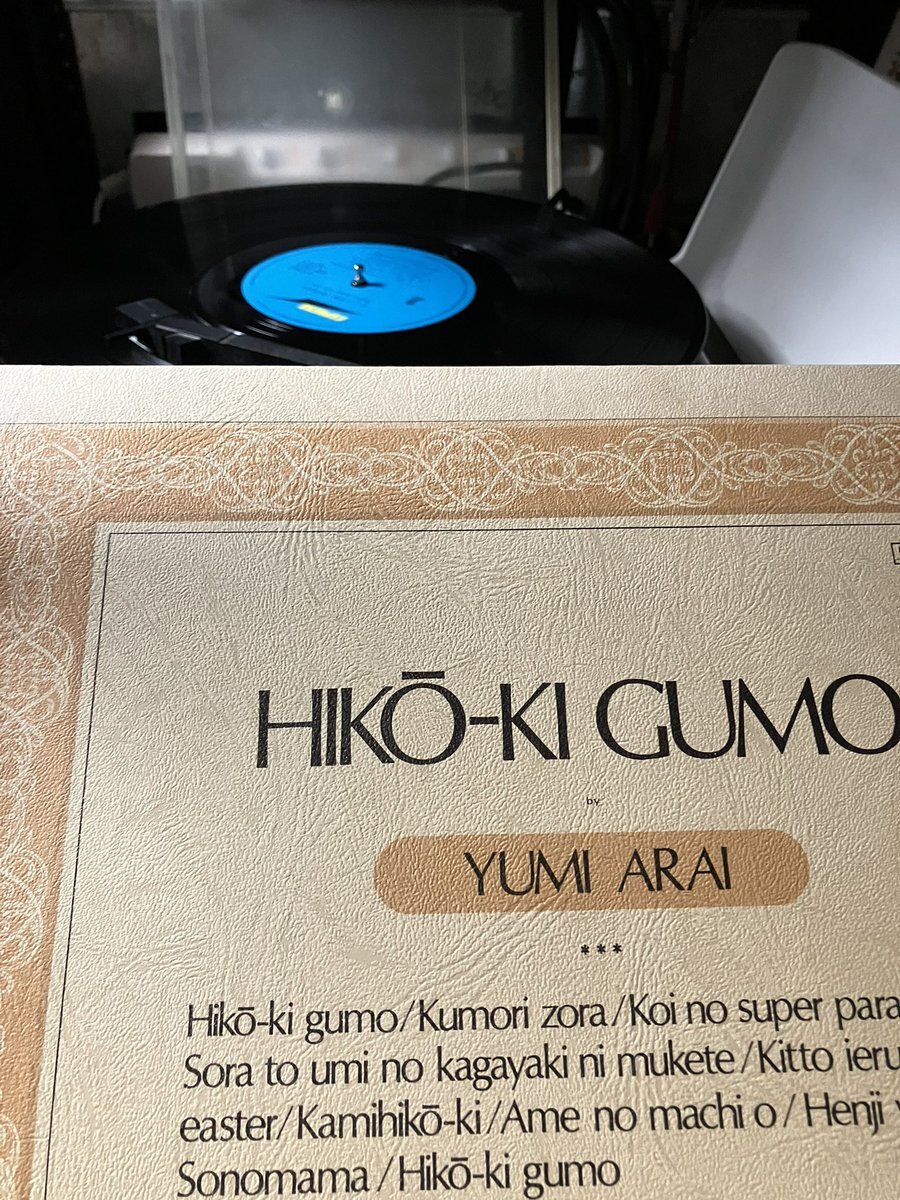 HIKŌ-KI GUMO
by
YUMI ARAI
***
Hikō-ki gumo/Kumori zora/Koi no super para
Sora to umi no kagayaki ni mukete/Kitto ieru
easter/Kamihikō-ki/Ame no machi o/Henji
Sonomama/Hikō-ki gumo